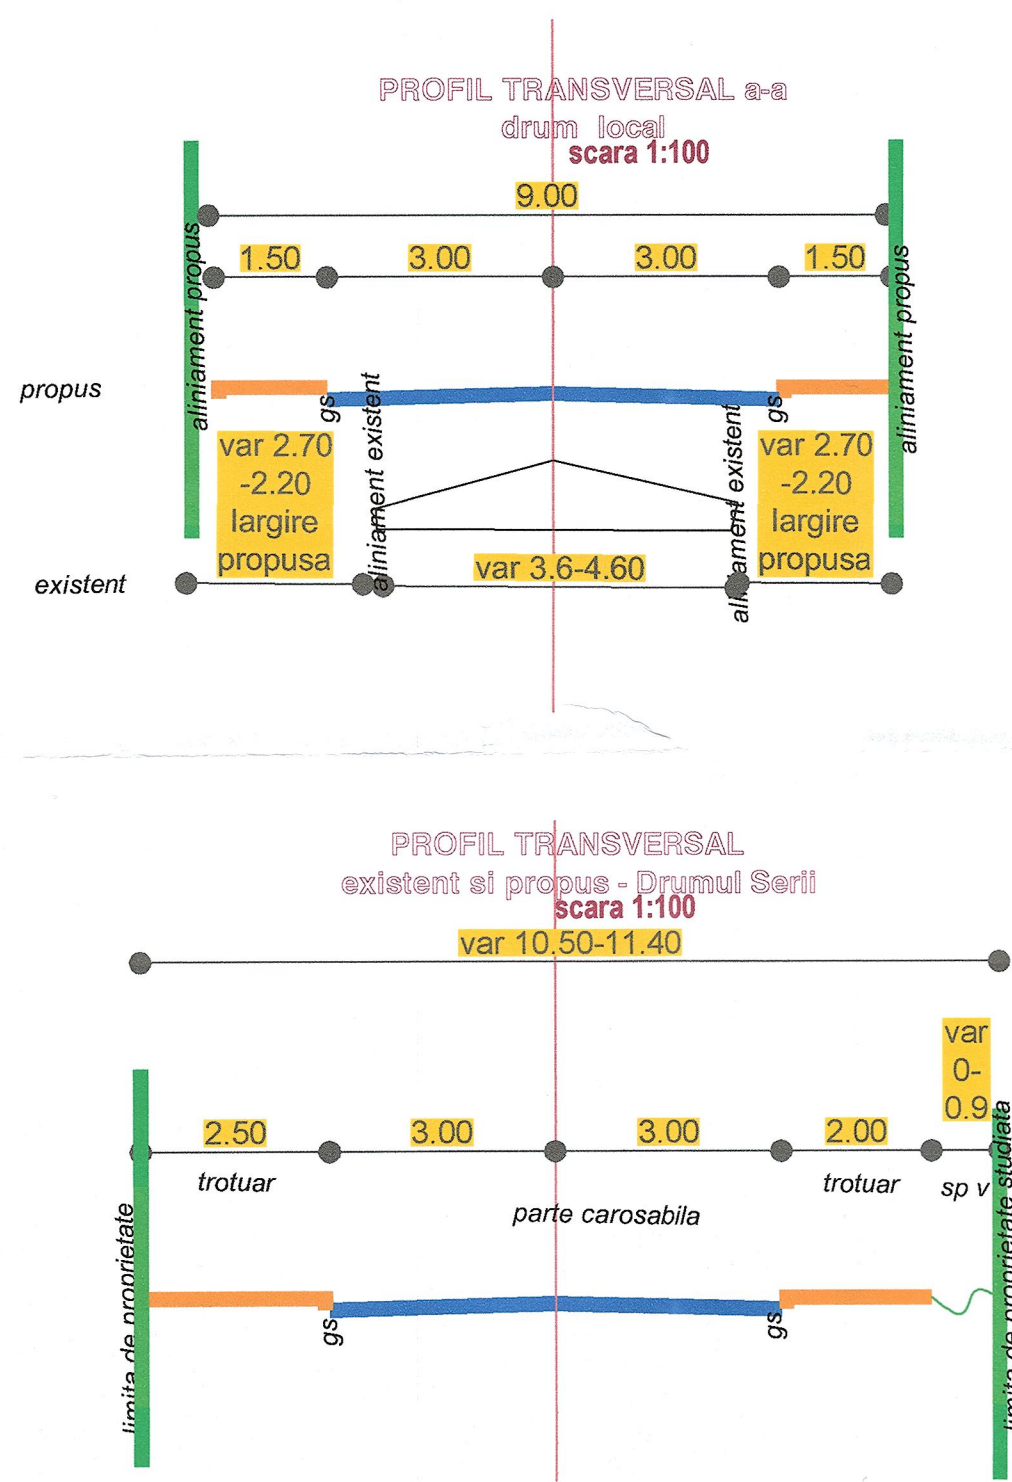 PROFIL TRANSVERSAL a-a
drum local
scara 1:100
9.00
1.50
3.00
3.00
1.50
aliniament propus
aliniament propus
propus
gs
aliniament existent
aliniament existent
gs
var 2.70
-2.20
largire
propusa
var 2.70
-2.20
largire
propusa
existent
var 3.6-4.60
PROFIL TRANSVERSAL
existent si propus - Drumul Serii
scara 1:100
var 10.50-11.40
var
0-
0.9
2.50
3.00
3.00
2.00
trotuar
parte carosabila
trotuar
sp v
limita de proprietate
limita de proprietate studiata
gs
gs